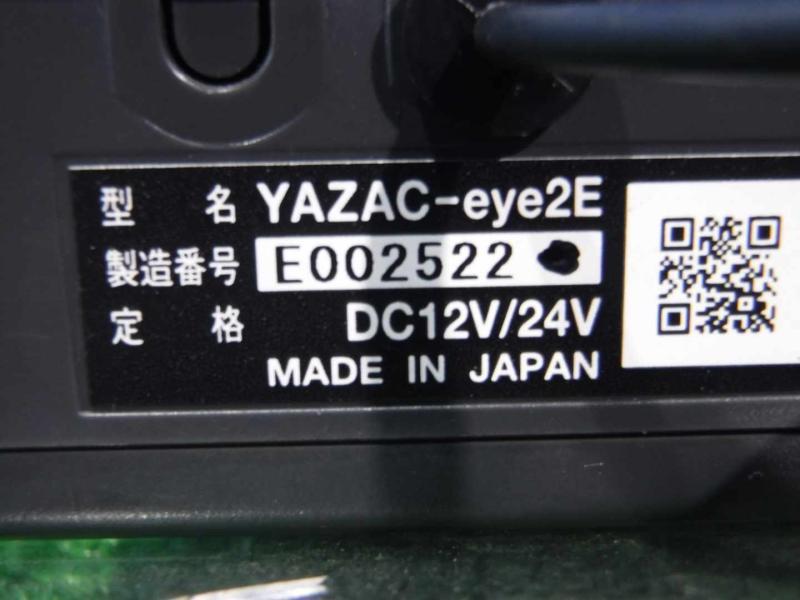 型名 YAZAC-eye2E
製造番号 E002522
定格 DC12V/24V
MADE IN JAPAN